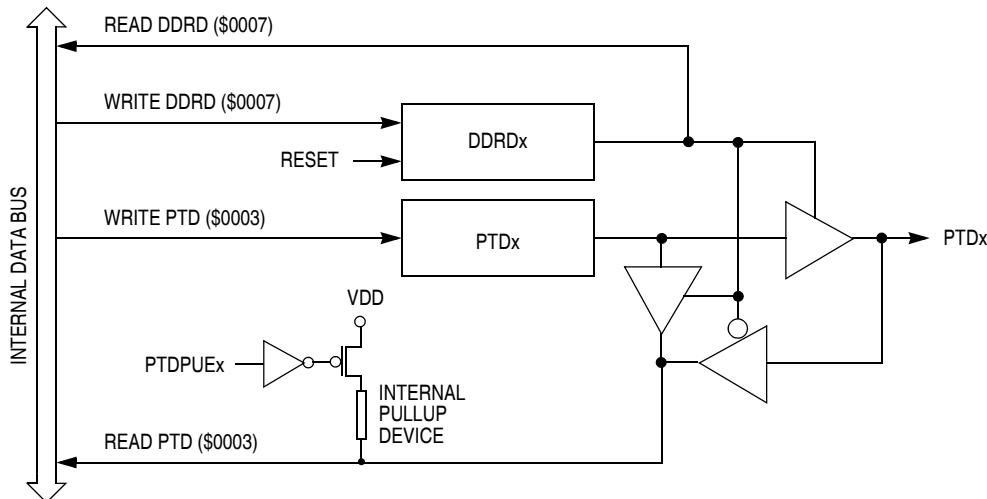 READ DDRD ($0007)
WRITE DDRD ($0007)
DDRDx
RESET
INTERNAL DATA BUS
WRITE PTD ($0003)
PTDx
PTDx
VDD
PTDPUEx
INTERNAL
PULLUP
DEVICE
READ PTD ($0003)